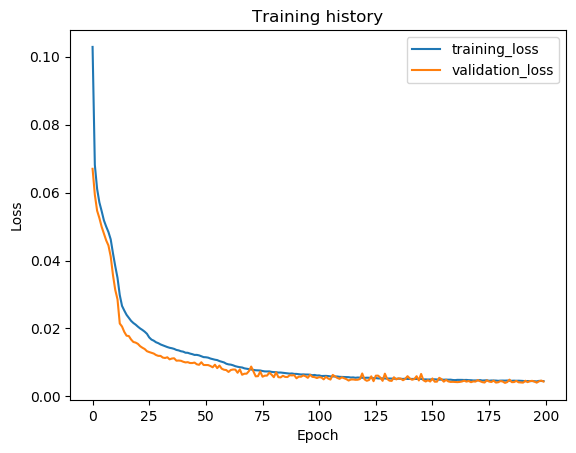 Training history
training_loss
validation_loss
Loss
0.10
0.08
0.06
0.04
0.02
0.00
0 25 50 75 100 125 150 175 200
Epoch